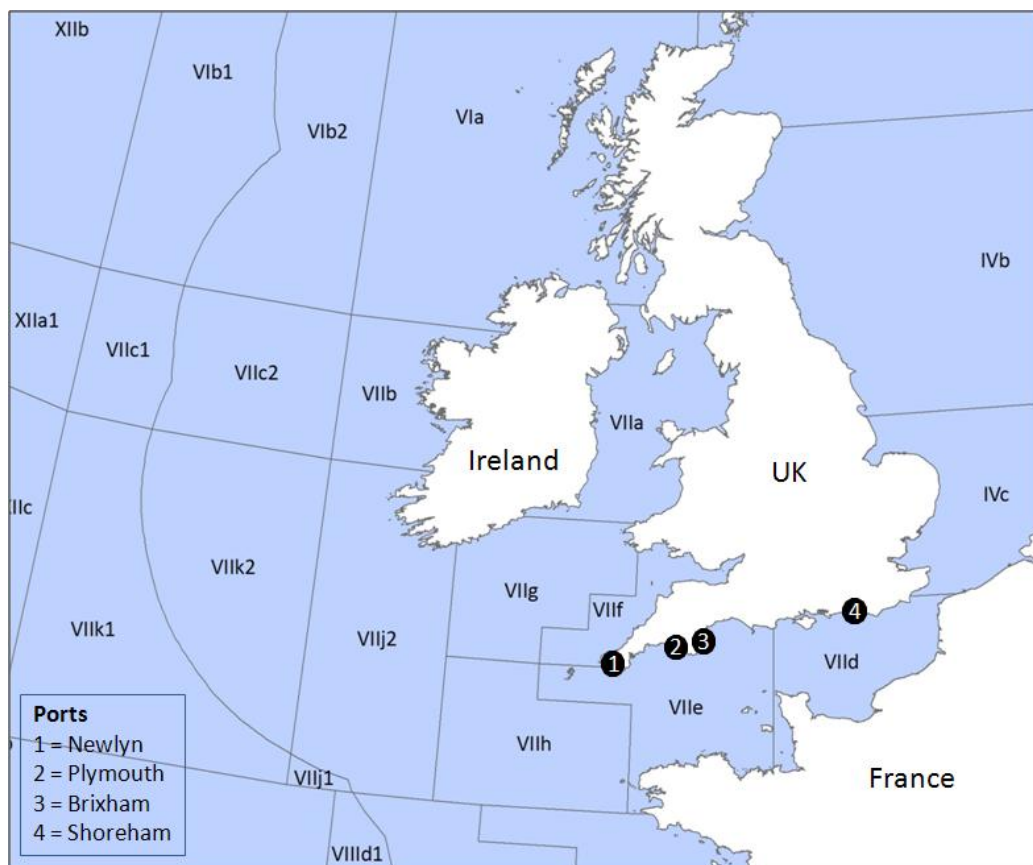 XIIb
VIb1
VIb2
VIa
IVb
XIIa1
VIIc1
VIIc2
VIIb
VIIa
Ireland
UK
IVc
VIIk2
VIIg
VIIf
VIIk1
VIIj2
1
2
3
4
VIId
VIIe
VIIh
VIIj1
France
VIIId1
Ports
1 = Newlyn
2 = Plymouth
3 = Brixham
4 = Shoreham